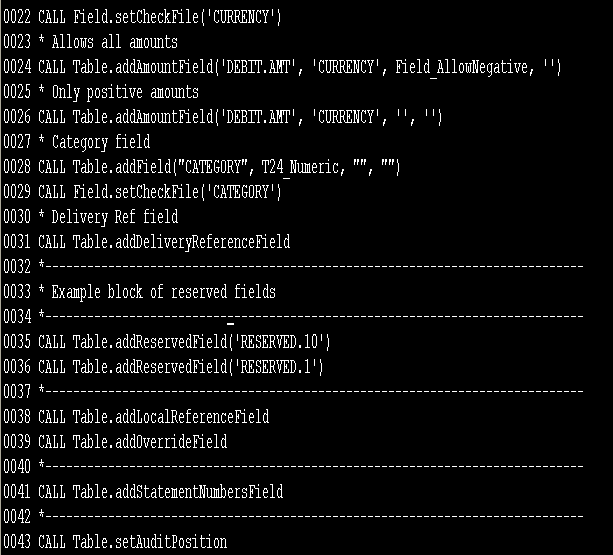 0022 CALL Field.setCheckFile('CURRENCY')
0023 * Allows all amounts
0024 CALL Table.addAmountField('DEBIT.AMT', 'CURRENCY', Field_AllowNegative, '')
0025 * Only positive amounts
0026 CALL Table.addAmountField('DEBIT.AMT', 'CURRENCY', '', '')
0027 * Category field
0028 CALL Table.addField("CATEGORY", T24_Numeric, "", "")
0029 CALL Field.setCheckFile('CATEGORY')
0030 * Delivery Ref field
0031 CALL Table.addDeliveryReferenceField
0032 *-----------------------------------------------------------------------------
0033 * Example block of reserved fields
0034 *-----------------------------------------------------------------------------
0035 CALL Table.addReservedField('RESERVED.10')
0036 CALL Table.addReservedField('RESERVED.1')
0037 *-----------------------------------------------------------------------------
0038 CALL Table.addLocalReferenceField
0039 CALL Table.addOverrideField
0040 *-----------------------------------------------------------------------------
0041 CALL Table.addStatementNumbersField
0042 *-----------------------------------------------------------------------------
0043 CALL Table.setAuditPosition